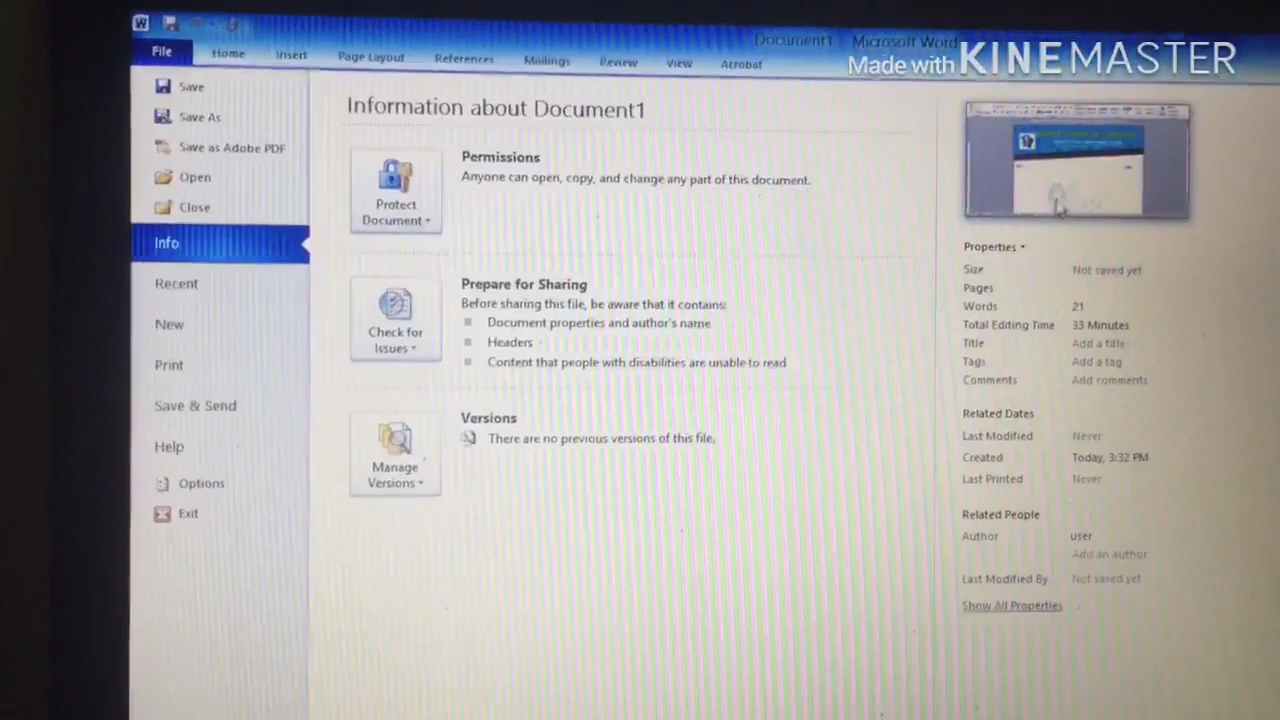 Document1 Microsoft Word
Made with KINEMASTER
File Home Insert Page Layout References Mailings Review View Acrobat
Save
Save As
Save as Adobe PDF
Open
Close
Info
Recent
New
Print
Save & Send
Help
Options
Exit
Information about Document1
Protect
Document
Permissions
Anyone can open, copy, and change any part of this document.
Check for
Issues
Prepare for Sharing
Before sharing this file, be aware that it contains:
Document properties and author's name
Headers
Content that people with disabilities are unable to read
Manage
Versions
Versions
There are no previous versions of this file.
Properties
Size Not saved yet
Pages
Words 21
Total Editing Time 33 Minutes
Title Add a title
Tags Add a tag
Comments Add comments
Related Dates
Last Modified Never
Created Today, 3:32 PM
Last Printed Never
Related People
Author user
Add an author
Last Modified By Not saved yet
Show All Properties